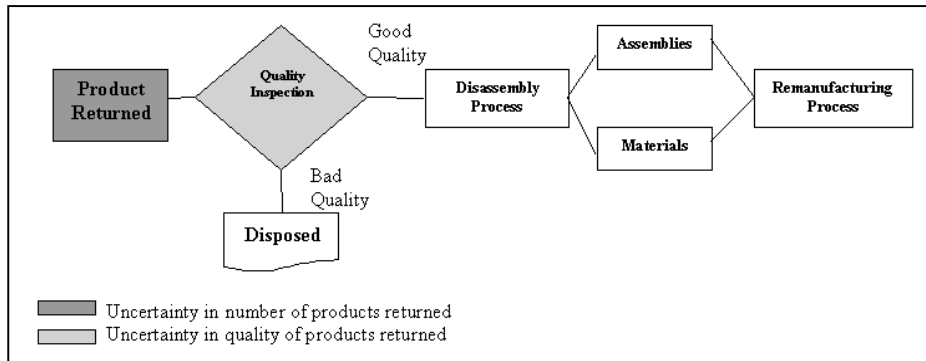 Good
Quality
Assemblies
Product
Returned
Quality
Inspection
Disassembly
Process
Remanufacturing
Process
Materials
Bad
Quality
Disposed
Uncertainty in number of products returned
Uncertainty in quality of products returned